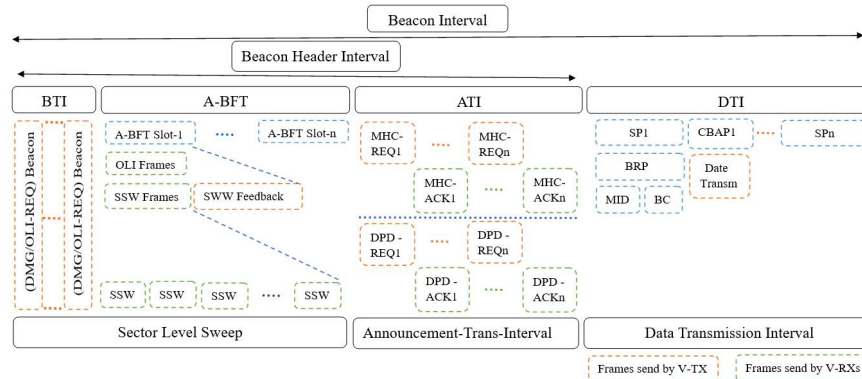 Beacon Interval
Beacon Header Interval
BTI
A-BFT
ATI
DTI
(DMG/OLI-REQ) Beacon
(DMG/OLI-REQ) Beacon
A-BFT Slot-1
A-BFT Slot-n
OLI Frames
SSW Frames
SWW Feedback
SSW
SSW
SSW
SSW
MHC-
REQ1
MHC-
REQn
MHC-
ACK1
MHC-
ACKn
DPD -
REQ1
DPD -
REQn
DPD -
ACK1
DPD -
ACKn
SP1
CBAP1
SPn
BRP
Date
Transm
MID
BC
Sector Level Sweep
Announcement-Trans-Interval
Data Transmission Interval
Frames send by V-TX
Frames send by V-RXs